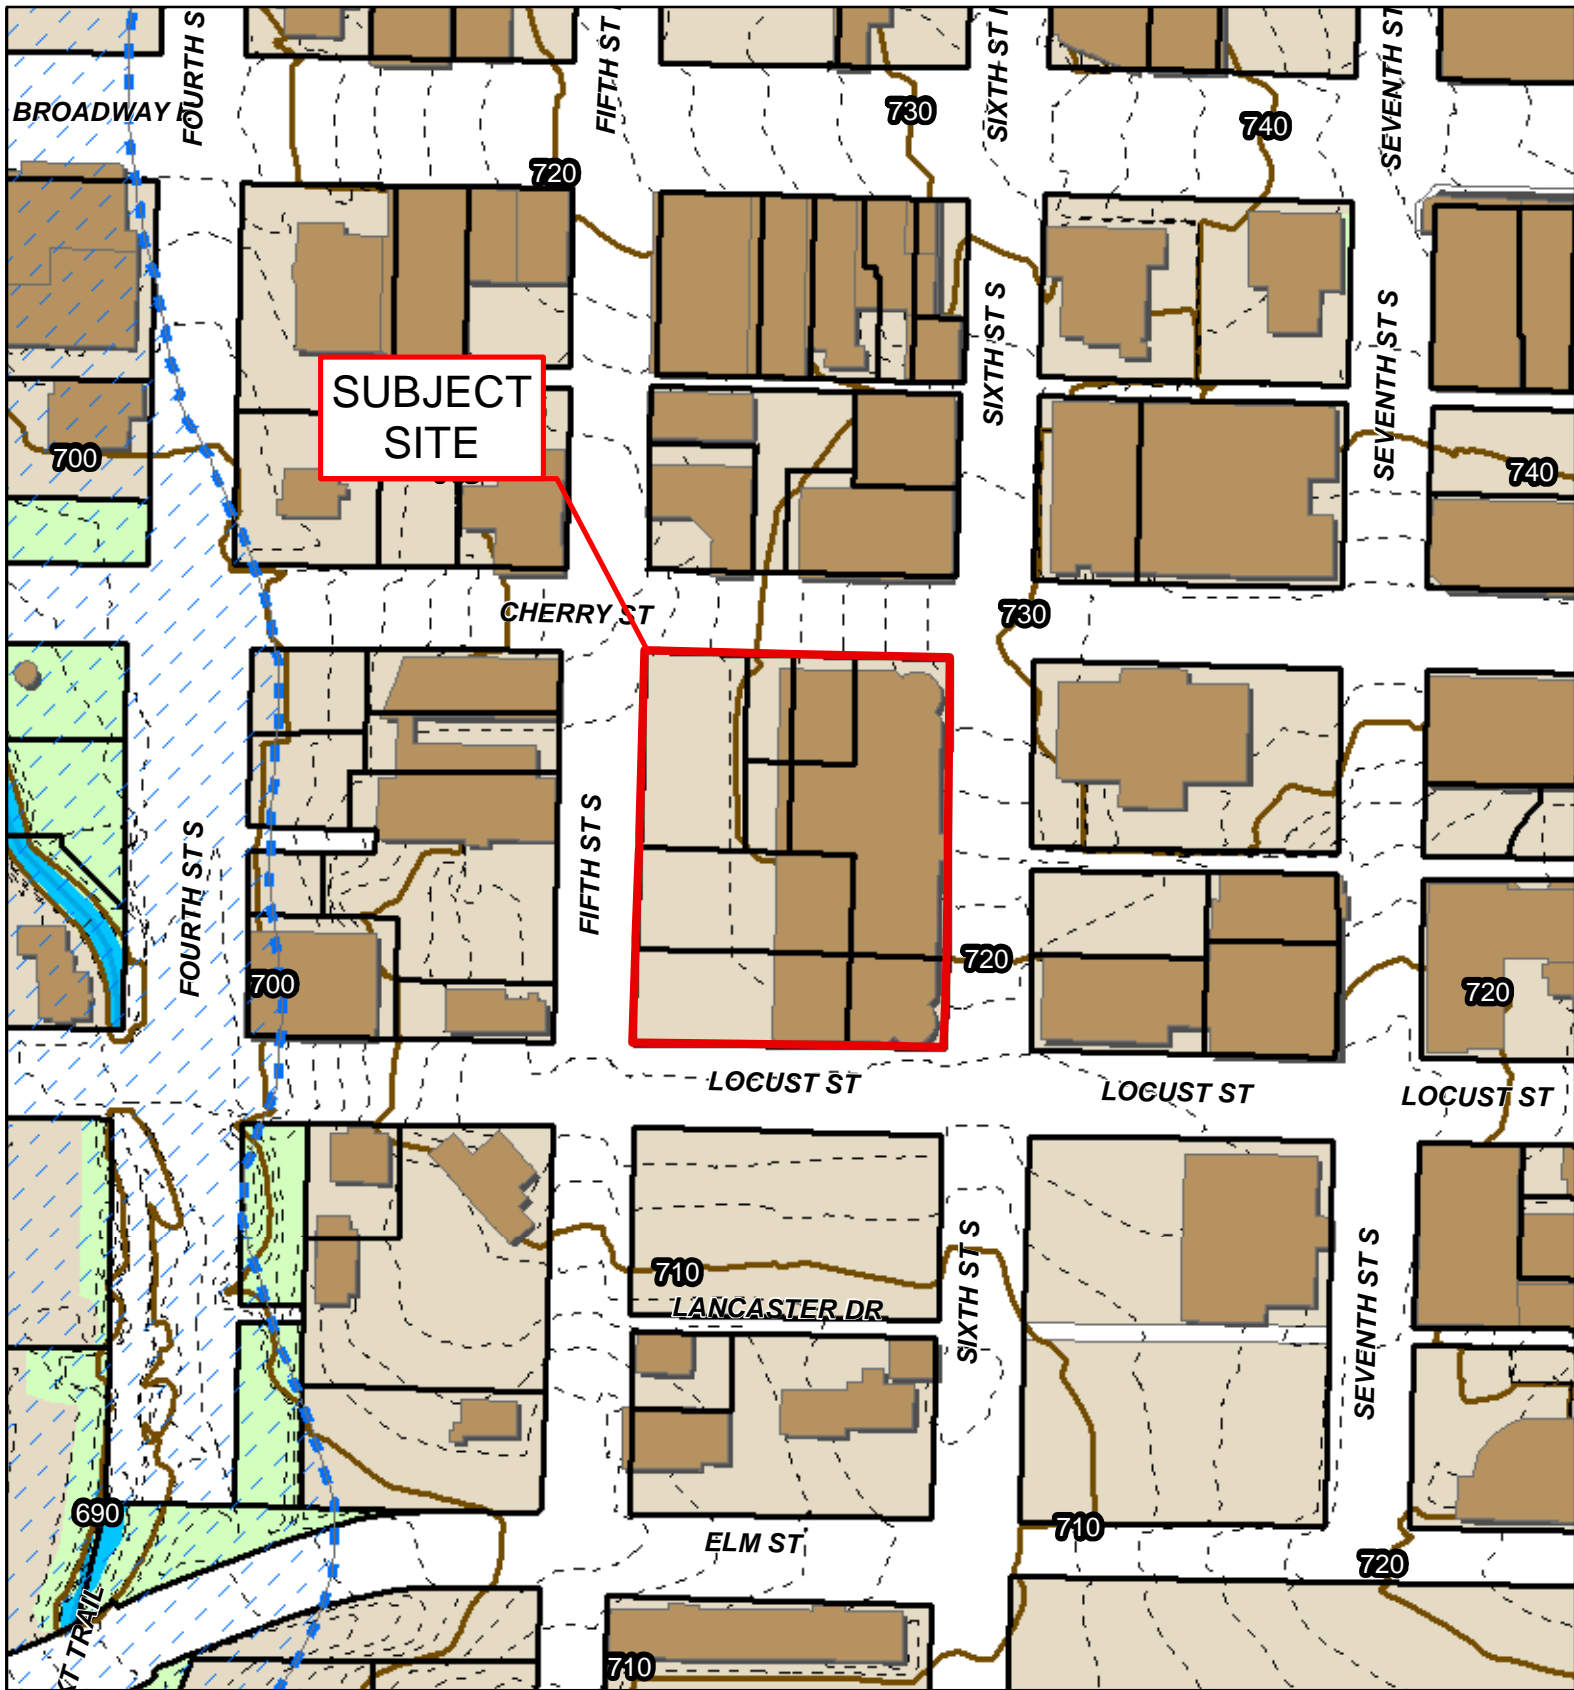 FOURTH S
FIFTH ST
SIXTH ST
SEVENTH ST
BROADWAY
730
740
720
SIXTH ST S
SEVENTH ST S
SUBJECT
SITE
700
740
CHERRY ST
730
FIFTH ST S
FOURTH ST S
720
700
720
LOCUST ST
LOCUST ST
LOCUST ST
710
LANCASTER DR
SIXTH ST S
SEVENTH ST S
690
ELM ST
710
720
TRAIL
710